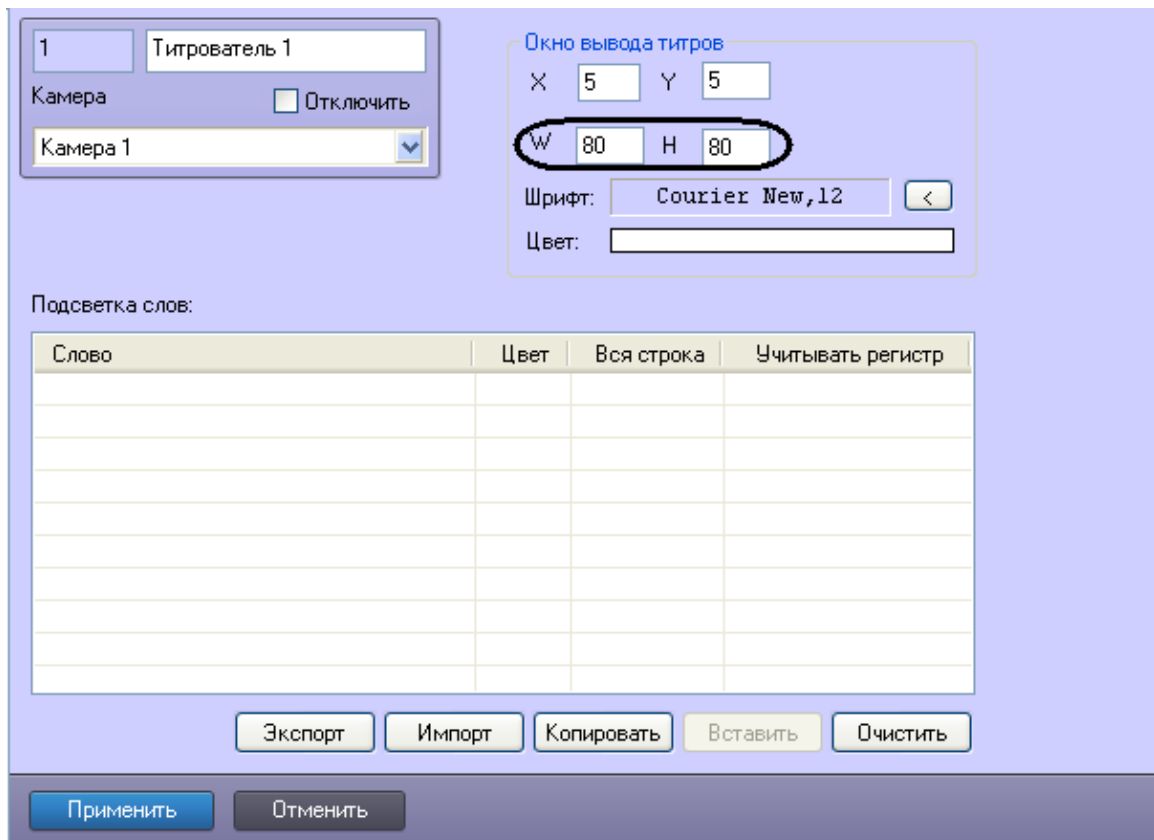 1 Титрователь 1
Камера Отключить
Камера 1
Окно вывода титров
X 5 Y 5
W 80 H 80
Шрифт: Courier New,12 <
Цвет:
Подсветка слов:
Слово Цвет Вся строка Учитывать регистр
Экспорт Импорт Копировать Вставить Очистить
Применить Отменить